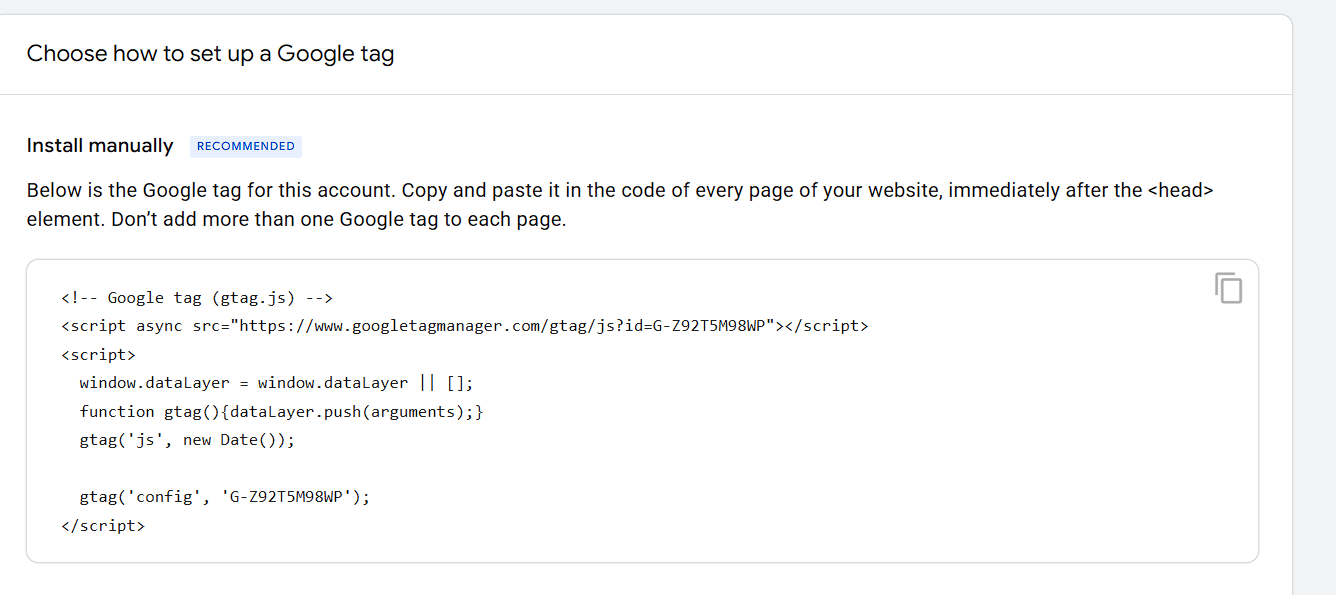 Choose how to set up a Google tag
Install manually RECOMMENDED
Below is the Google tag for this account. Copy and paste it in the code of every page of your website, immediately after the <head>
element. Don’t add more than one Google tag to each page.
<!-- Google tag (gtag.js) -->
<script async src="https://www.googletagmanager.com/gtag/js?id=G-Z92T5M98WP"></script>
<script>
  window.dataLayer = window.dataLayer || [];
  function gtag(){dataLayer.push(arguments);}
  gtag('js', new Date());
  gtag('config', 'G-Z92T5M98WP');
</script>